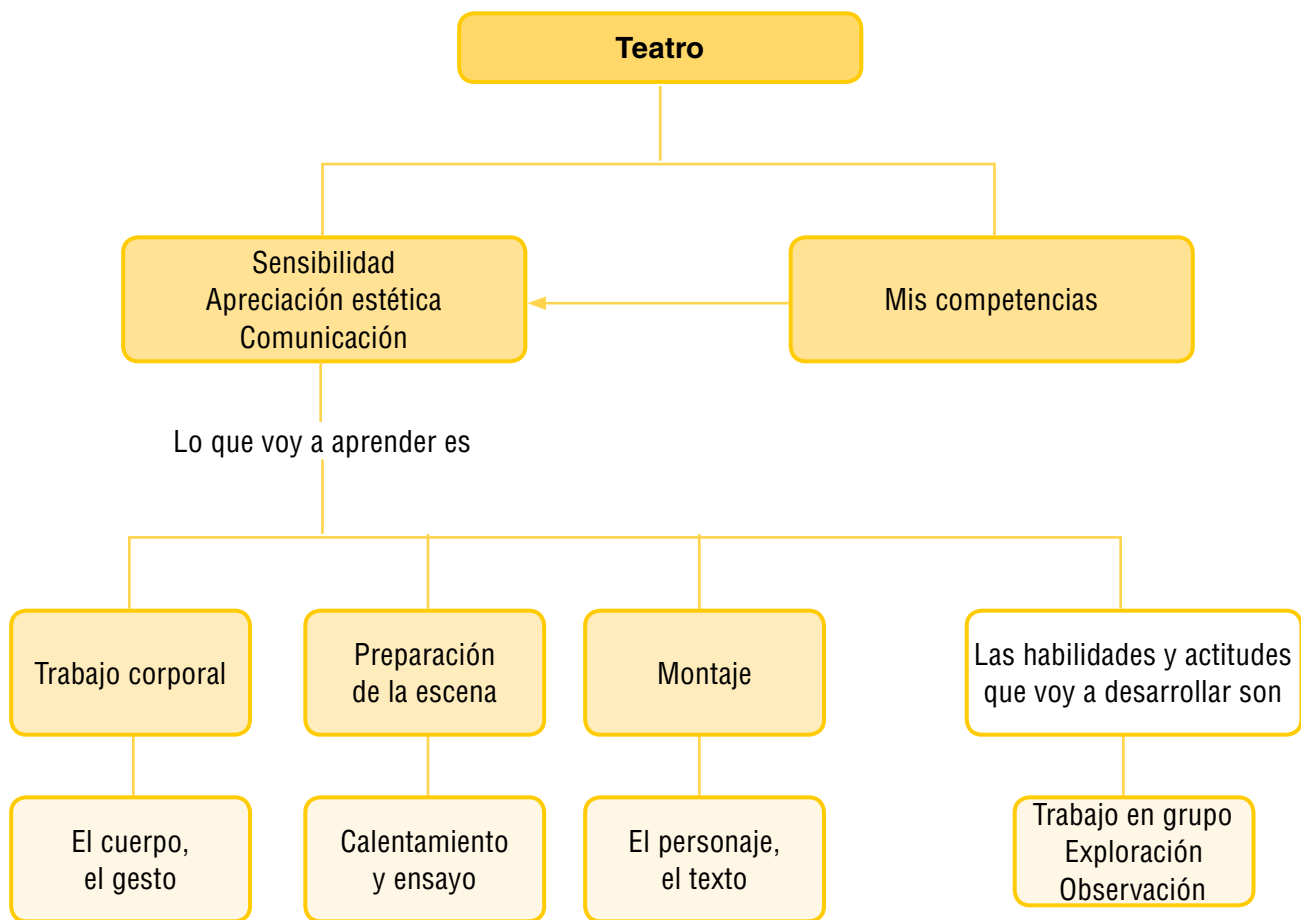 Teatro
Sensibilidad
Apreciación estética
Comunicación
Mis competencias
Lo que voy a aprender es
Trabajo corporal
Preparación
de la escena
Montaje
Las habilidades y actitudes
que voy a desarrollar son
El cuerpo,
el gesto
Calentamiento
y ensayo
El personaje,
el texto
Trabajo en grupo
Exploración
Observación